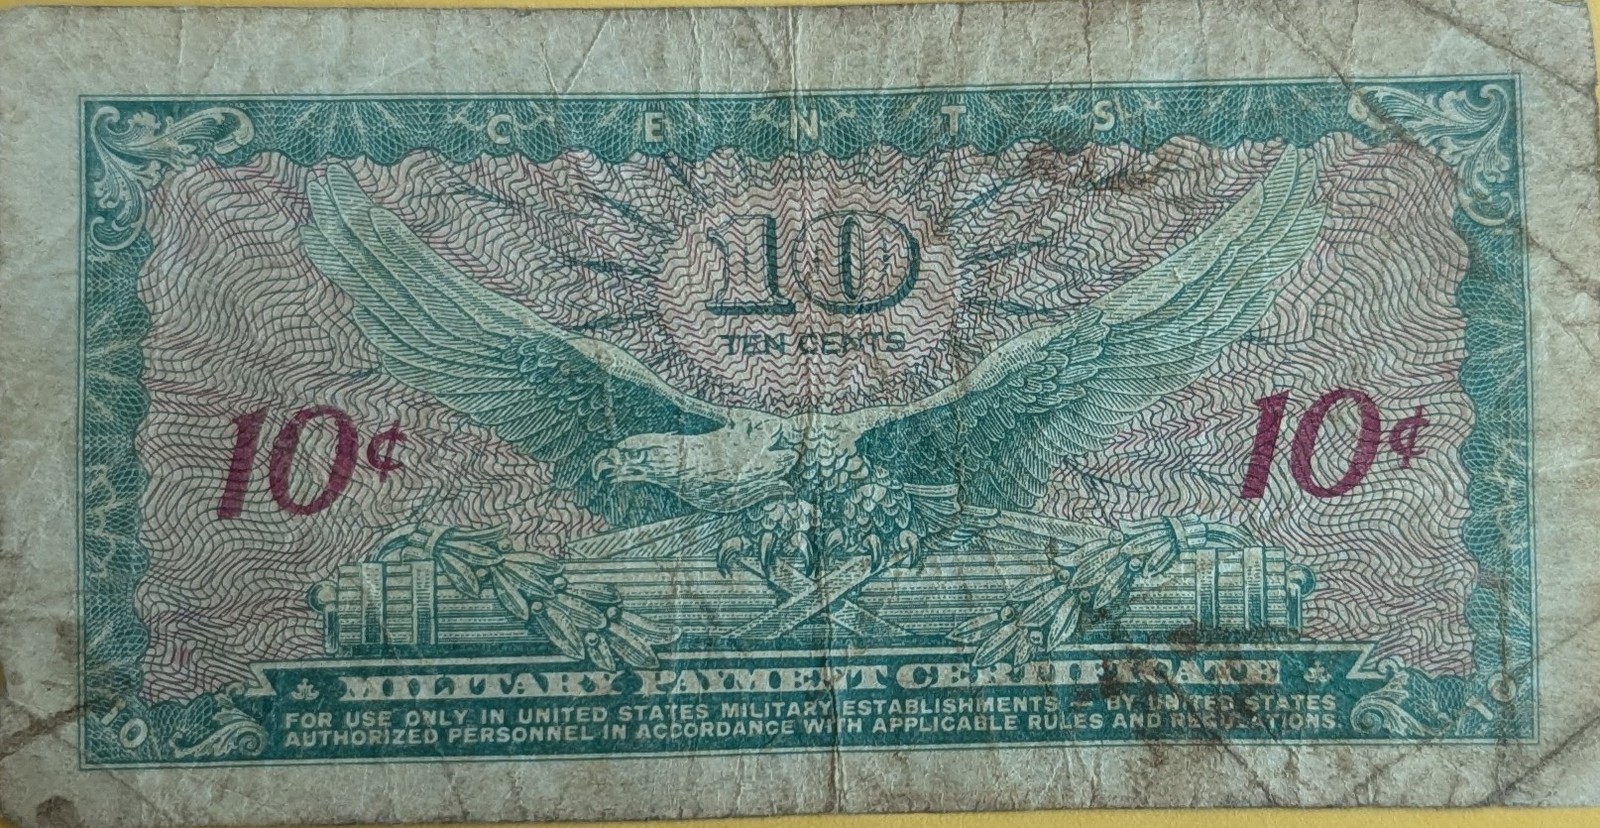 CENTS
10
TEN CENTS
10¢ 10¢
MILITARY PAYMENT CERTIFICATE
FOR USE ONLY IN UNITED STATES MILITARY ESTABLISHMENTS — BY UNITED STATES
AUTHORIZED PERSONNEL IN ACCORDANCE WITH APPLICABLE RULES AND REGULATIONS.
10 10